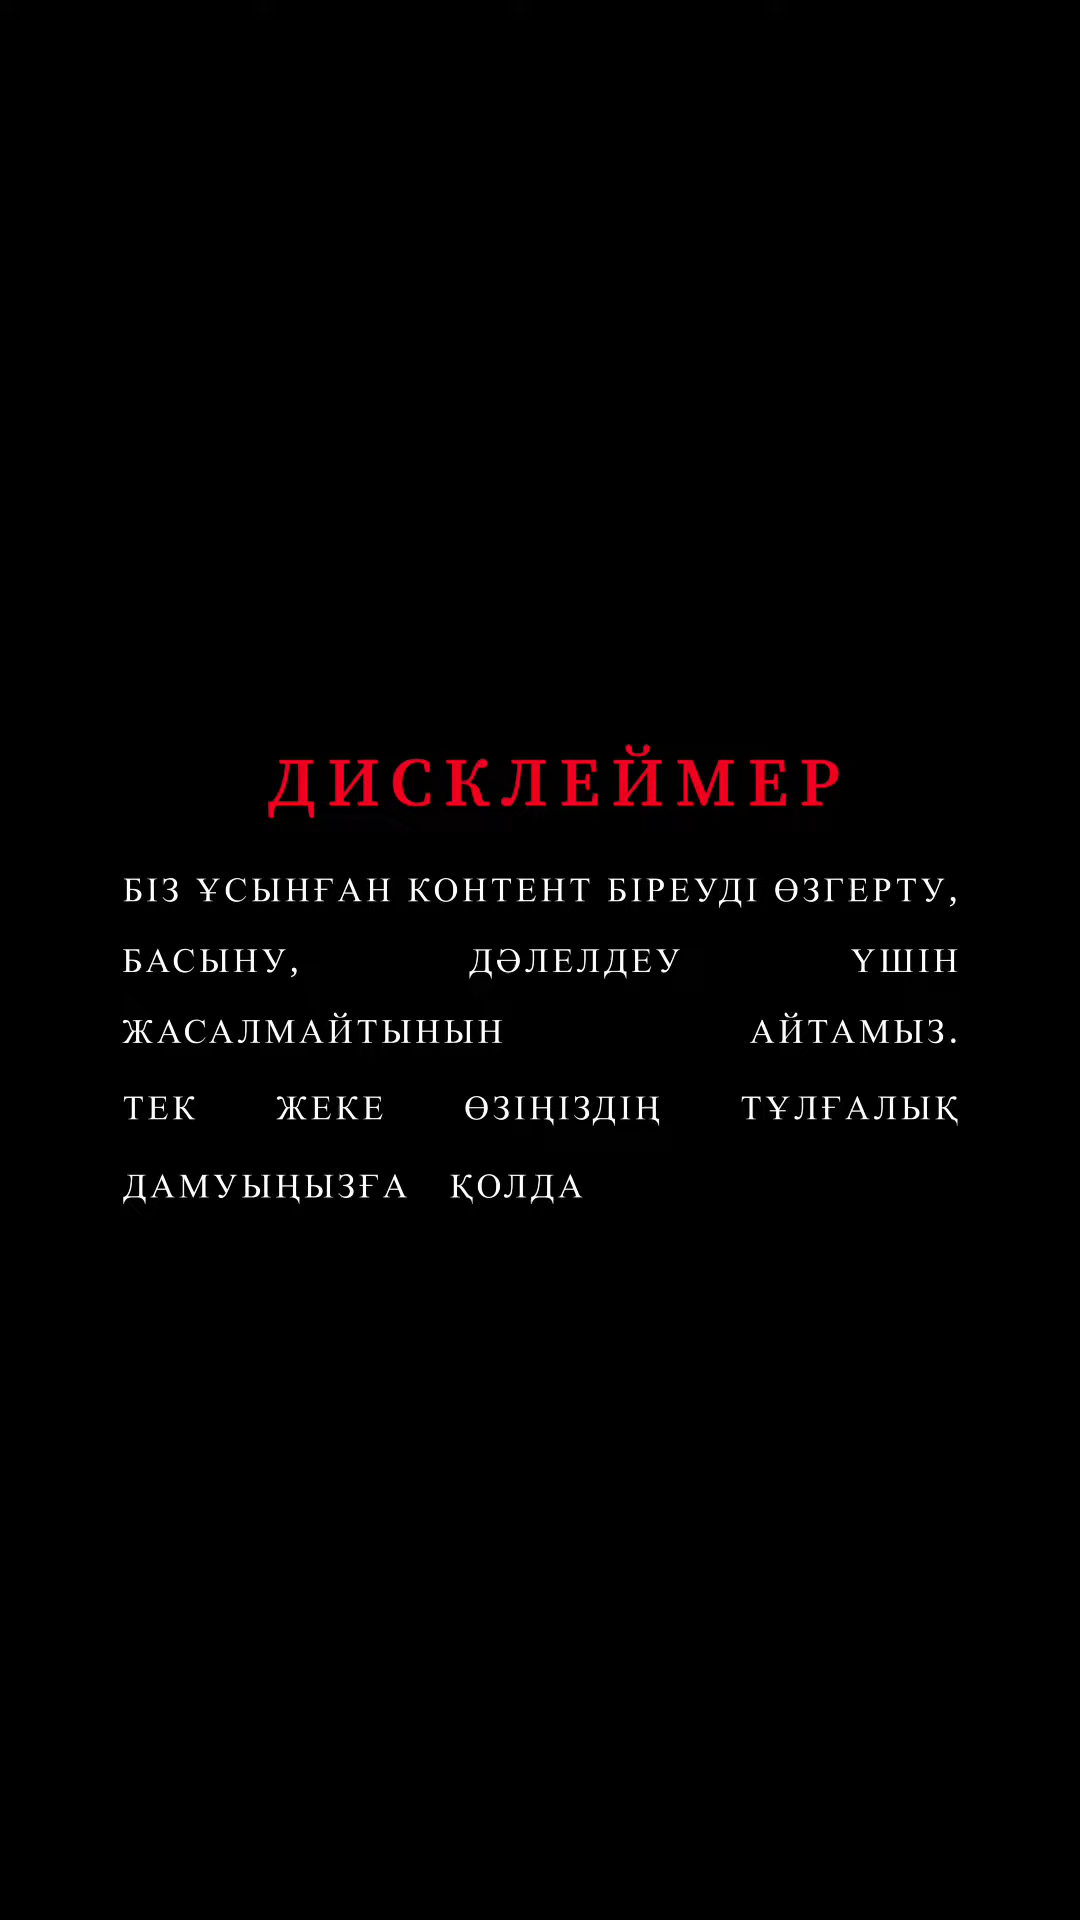 ДИСКЛЕЙМЕР
БІЗ ҰСЫНҒАН КОНТЕНТ БІРЕУДІ ӨЗГЕРТУ,
БАСЫНУ, ДӘЛЕЛДЕУ ҮШІН
ЖАСАЛМАЙТЫНЫН АЙТАМЫЗ.
ТЕК ЖЕКЕ ӨЗІҢІЗДІҢ ТҰЛҒАЛЫҚ
ДАМУЫҢЫЗҒА ҚОЛДА